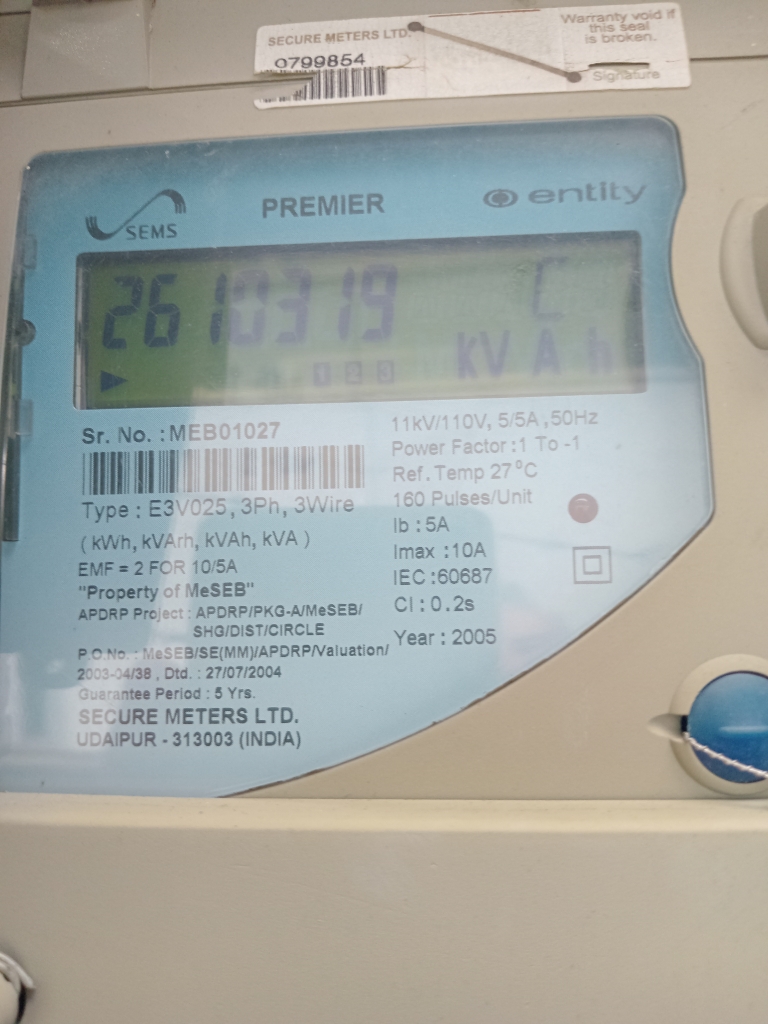 SECURE METERS LTD.
0799854
Warranty void if
this seal
is broken.
Signature
SEMS
PREMIER
entity
2610319 C
1 2 3 kVAh
Sr. No. : MEB01027
Type : E3V025, 3Ph, 3Wire
( kWh, kVArh, kVAh, kVA )
EMF = 2 FOR 10/5A
"Property of MeSEB"
APDRP Project : APDRP/PKG-A/MeSEB/
SHG/DIST/CIRCLE
P.O.No. : MeSEB/SE(MM)/APDRP/Valuation/
2003-04/38 , Dtd. : 27/07/2004
Guarantee Period : 5 Yrs.
SECURE METERS LTD.
UDAIPUR - 313003 (INDIA)
11kV/110V, 5/5A ,50Hz
Power Factor :1 To -1
Ref. Temp 27°C
160 Pulses/Unit
Ib : 5A
Imax : 10A
IEC :60687
Cl : 0.2s
Year : 2005